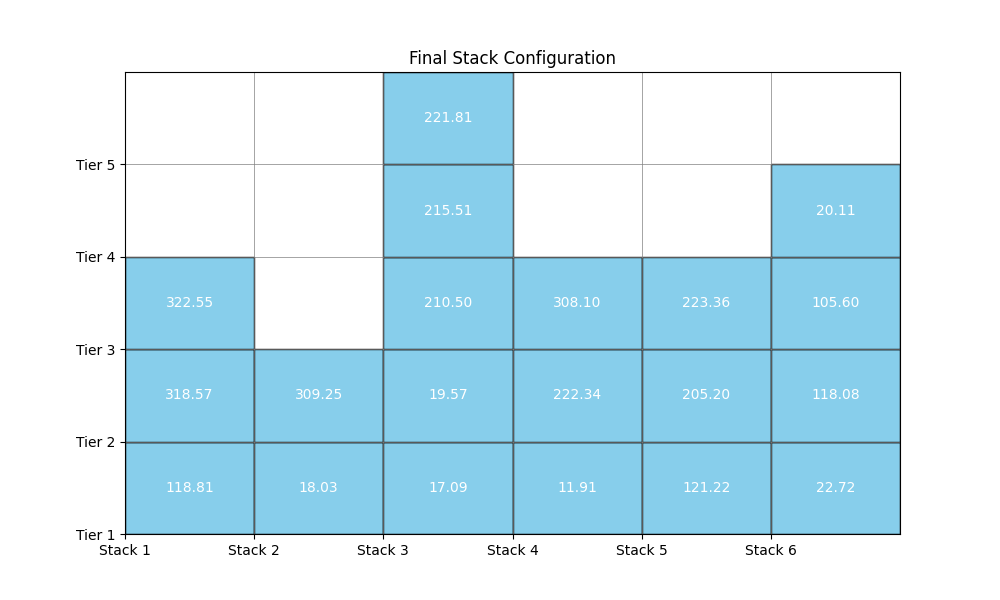 Final Stack Configuration
221.81
Tier 5
215.51 20.11
Tier 4
322.55 210.50 308.10 223.36 105.60
Tier 3
318.57 309.25 19.57 222.34 205.20 118.08
Tier 2
118.81 18.03 17.09 11.91 121.22 22.72
Tier 1
Stack 1 Stack 2 Stack 3 Stack 4 Stack 5 Stack 6